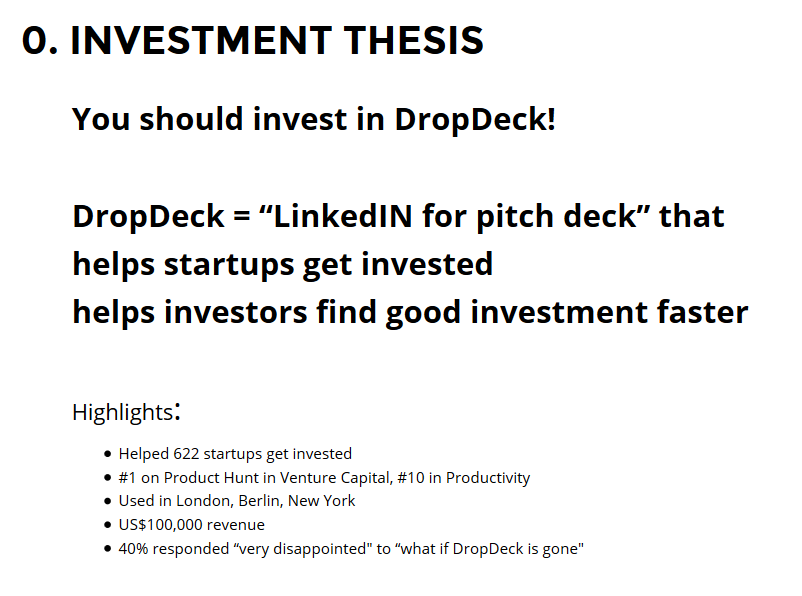 0. INVESTMENT THESIS
You should invest in DropDeck!
DropDeck = “LinkedIN for pitch deck” that
helps startups get invested
helps investors find good investment faster
Highlights:
• Helped 622 startups get invested
• #1 on Product Hunt in Venture Capital, #10 in Productivity
• Used in London, Berlin, New York
• US$100,000 revenue
• 40% responded “very disappointed" to “what if DropDeck is gone"